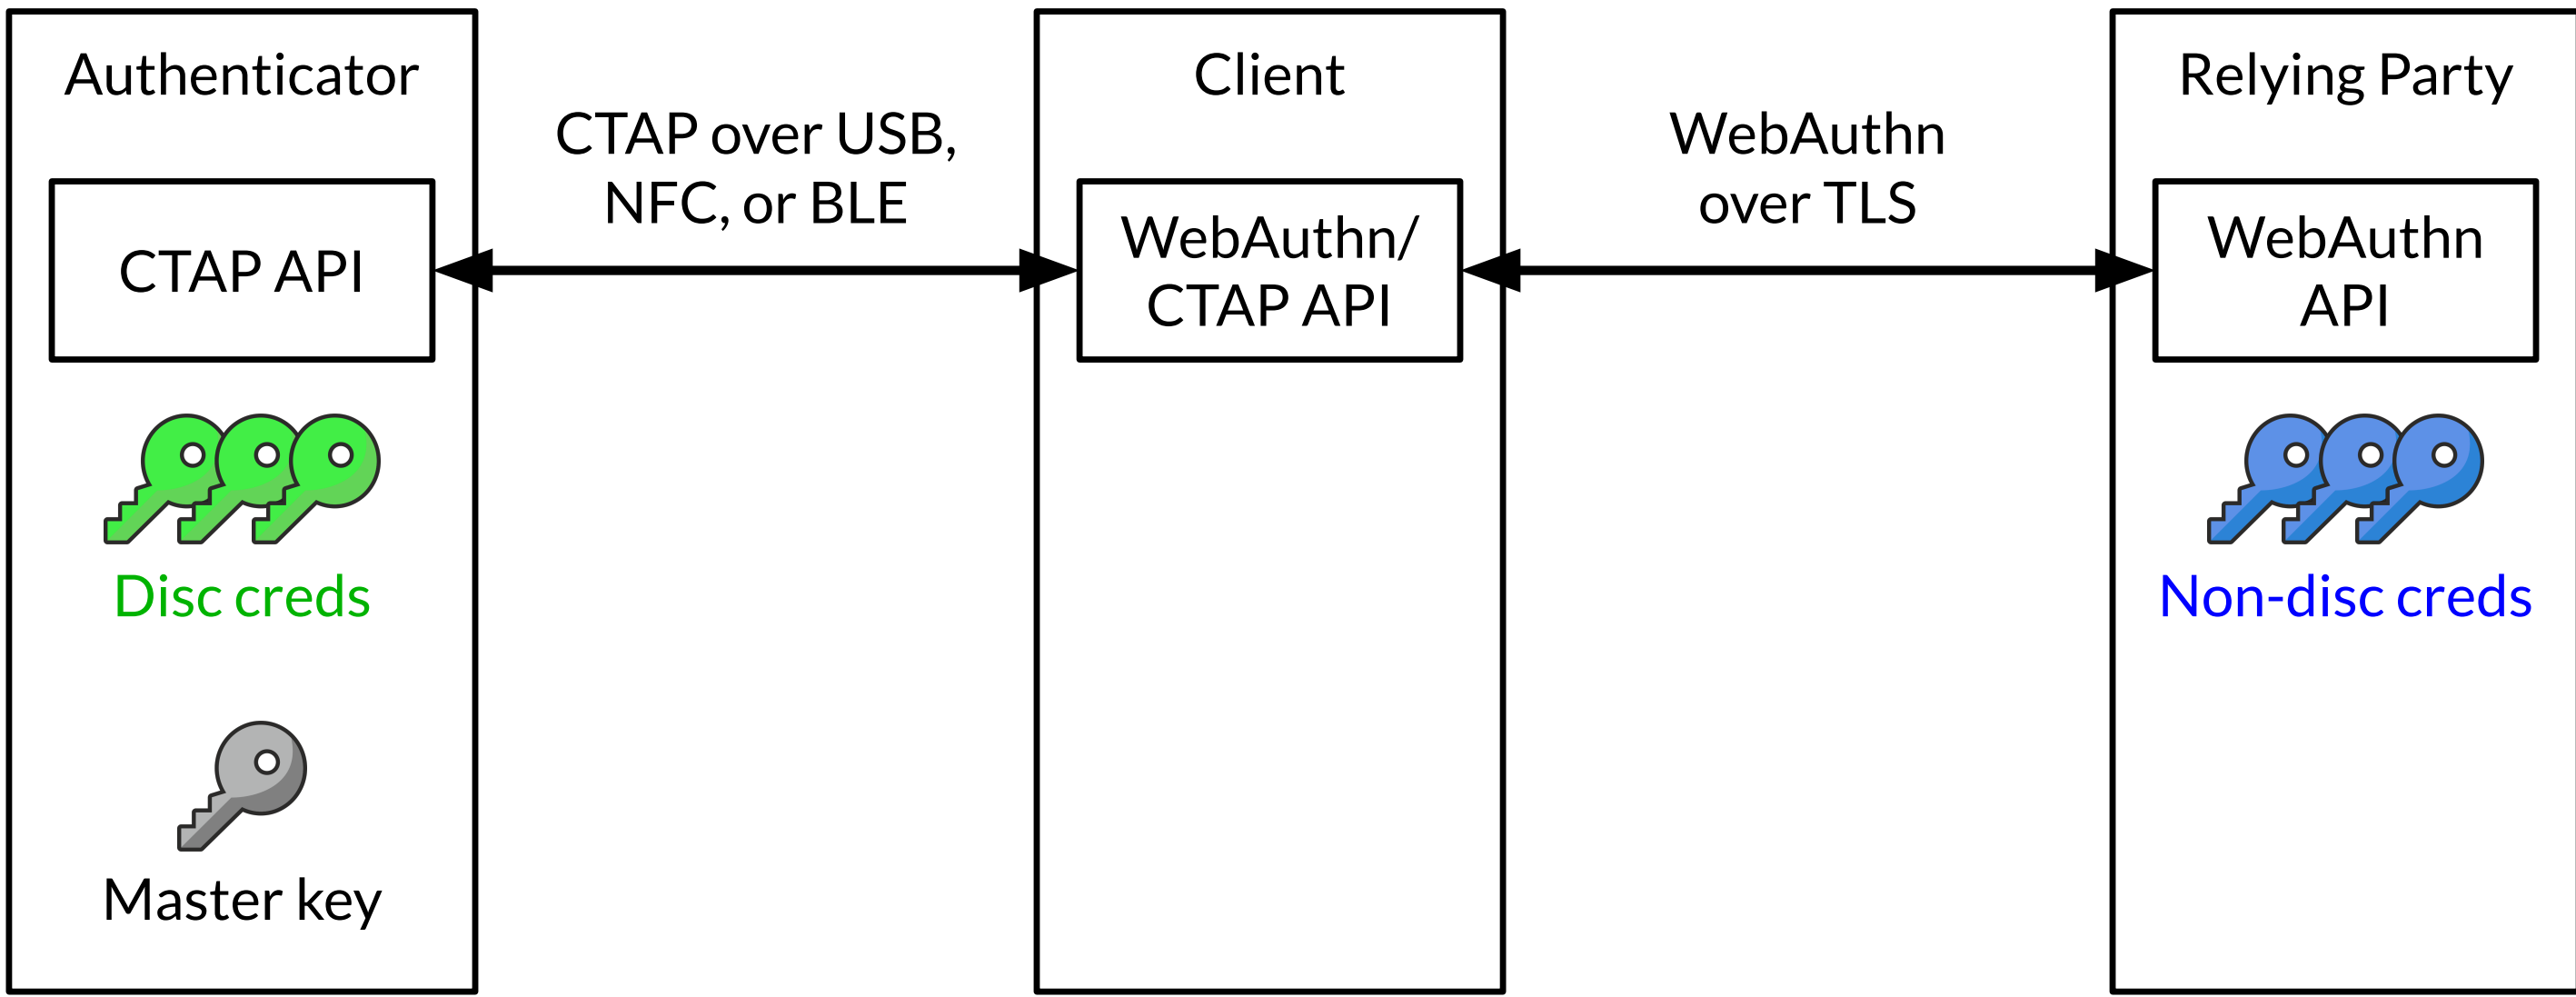 Authenticator
CTAP API
Disc creds
Master key
CTAP over USB,
NFC, or BLE
Client
WebAuthn/
CTAP API
WebAuthn
over TLS
Relying Party
WebAuthn
API
Non-disc creds